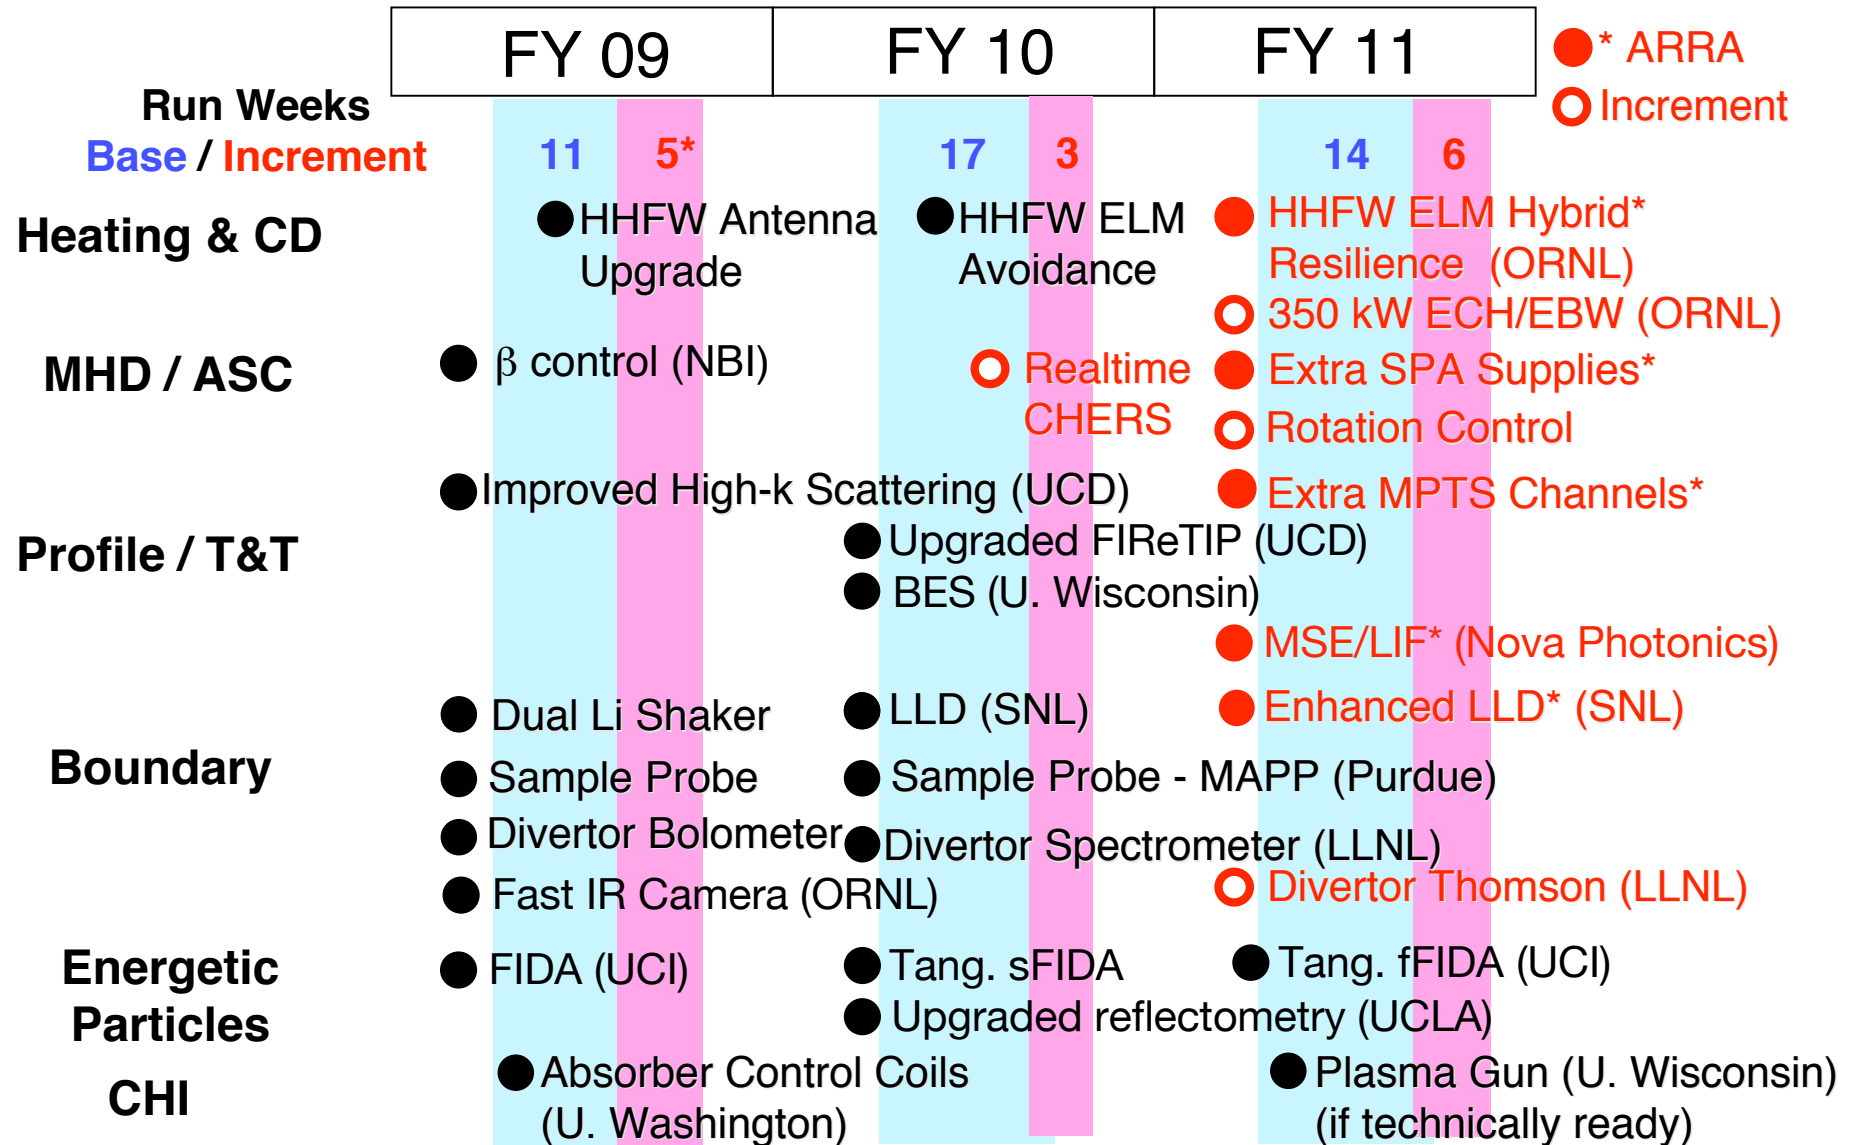 FY 09 FY 10 FY 11
* ARRA
Increment
Run Weeks
Base / Increment 11 5* 17 3 14 6
Heating & CD
HHFW Antenna
Upgrade
HHFW ELM
Avoidance
HHFW ELM Hybrid*
Resilience (ORNL)
350 kW ECH/EBW (ORNL)
MHD / ASC
β control (NBI)
Realtime
CHERS
Extra SPA Supplies*
Rotation Control
Profile / T&T
Improved High-k Scattering (UCD)
Extra MPTS Channels*
Upgraded FIReTIP (UCD)
BES (U. Wisconsin)
MSE/LIF* (Nova Photonics)
Boundary
Dual Li Shaker
LLD (SNL)
Enhanced LLD* (SNL)
Sample Probe
Sample Probe - MAPP (Purdue)
Divertor Bolometer
Divertor Spectrometer (LLNL)
Fast IR Camera (ORNL)
Divertor Thomson (LLNL)
Energetic
Particles
FIDA (UCI)
Tang. sFIDA
Tang. fFIDA (UCI)
Upgraded reflectometry (UCLA)
CHI
Absorber Control Coils
(U. Washington)
Plasma Gun (U. Wisconsin)
(if technically ready)